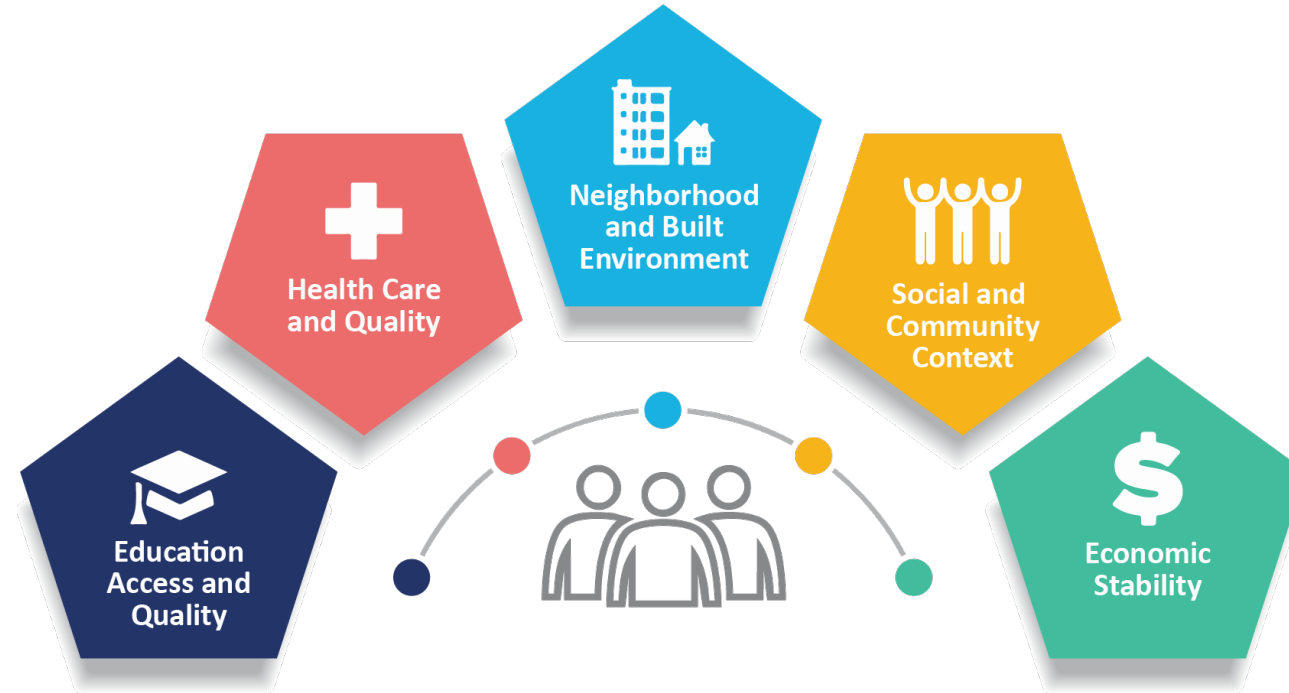 Education
Access and
Quality
Health Care
and Quality
Neighborhood
and Built
Environment
Social and
Community
Context
$
Economic
Stability